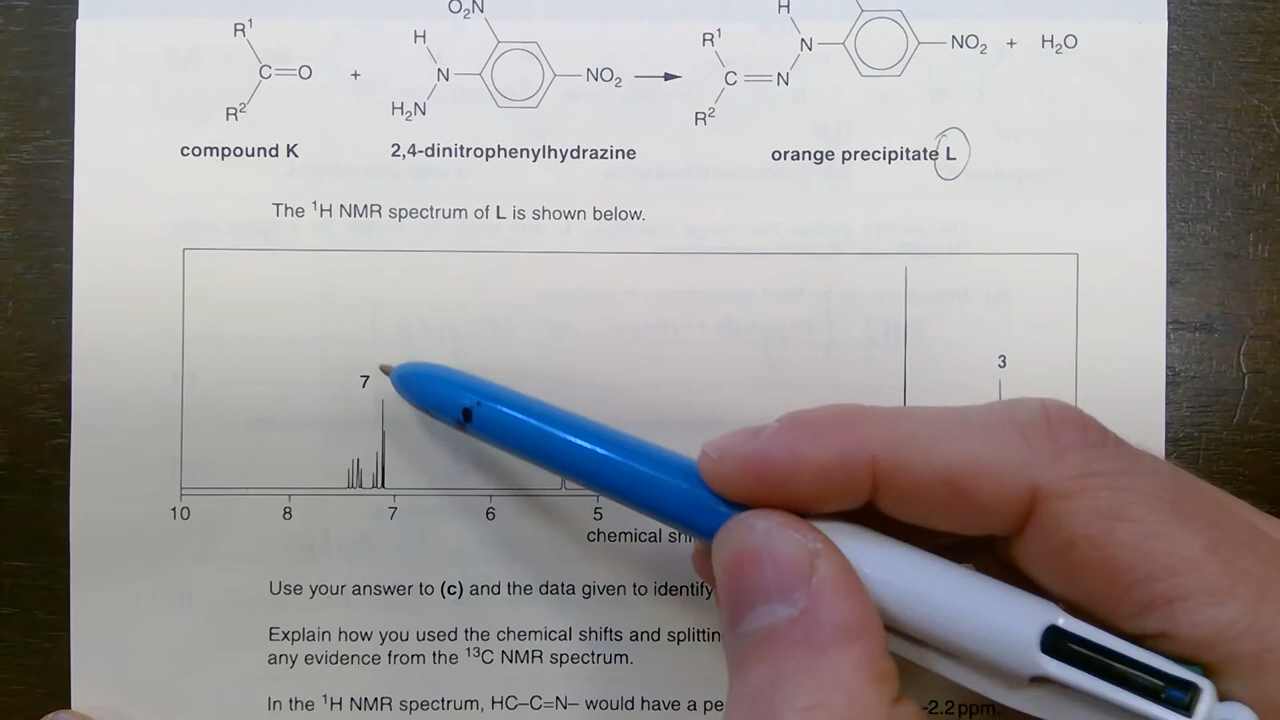 O₂N
H
R¹
H
R¹
N
NO₂ + H₂O
C=O
+
N
NO₂
C=N
R²
H₂N
R²
compound K
2,4-dinitrophenylhydrazine
orange precipitate L
The ¹H NMR spectrum of L is shown below.
3
7
10 8 7 6 5
chemical
Use your answer to (c) and the data given to identify
Explain how you used the chemical shifts and
any evidence from the ¹³C NMR spectrum.
In the ¹H NMR spectrum, HC–C=N– would have a
-2.2 ppm.